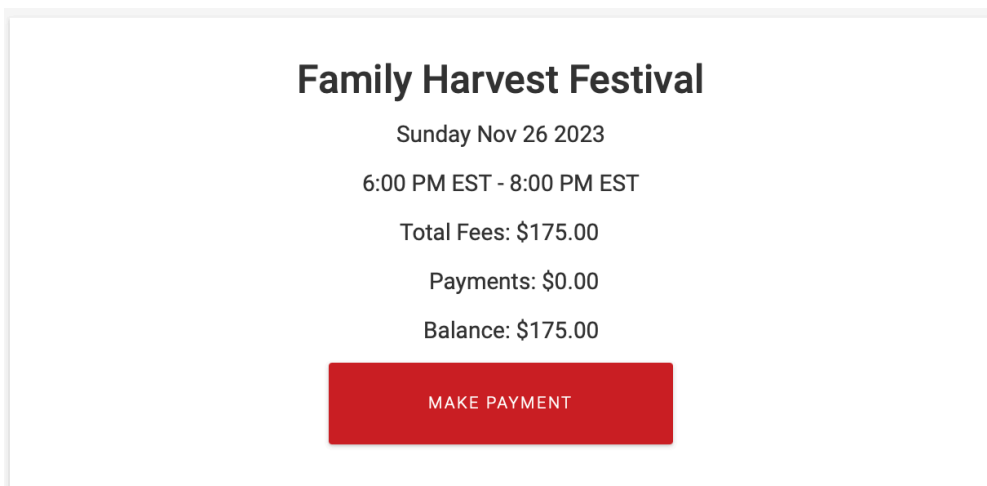 Family Harvest Festival
Sunday Nov 26 2023
6:00 PM EST - 8:00 PM EST
Total Fees: $175.00
Payments: $0.00
Balance: $175.00
MAKE PAYMENT